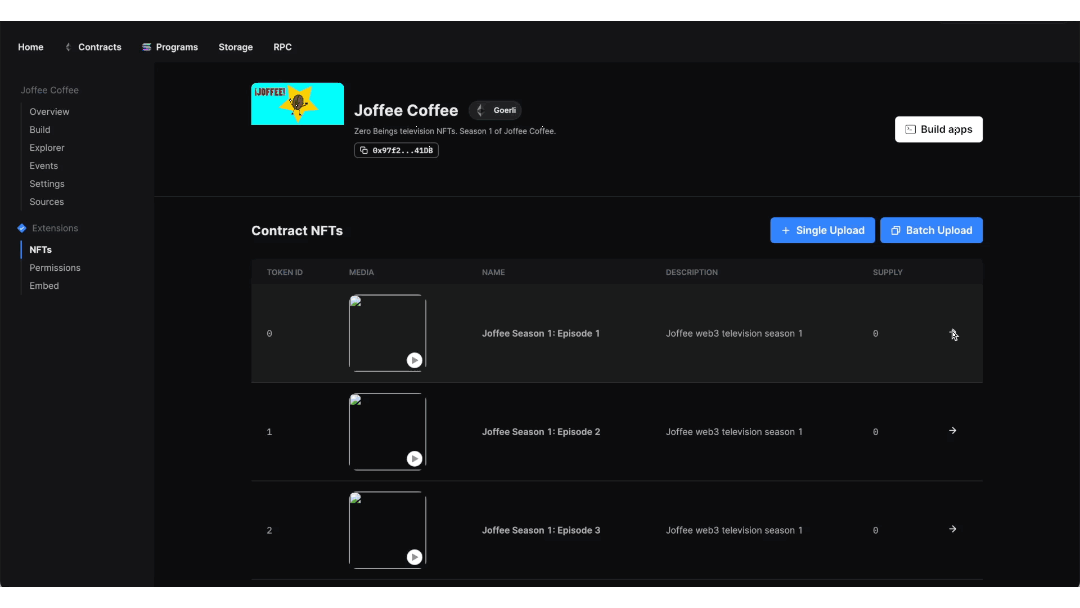 Home
Contracts
Programs
Storage
RPC
Joffee Coffee
Overview
Build
Explorer
Events
Settings
Sources
Extensions
NFTs
Permissions
Embed
¡JOFFEE!
Joffee Coffee
Goerli
Zero Beings television NFTs. Season 1 of Joffee Coffee.
0x97f2...41DB
Build apps
Contract NFTs
+ Single Upload
Batch Upload
TOKEN ID MEDIA NAME DESCRIPTION SUPPLY
0 Joffee Season 1: Episode 1 Joffee web3 television season 1 0
1 Joffee Season 1: Episode 2 Joffee web3 television season 1 0
2 Joffee Season 1: Episode 3 Joffee web3 television season 1 0